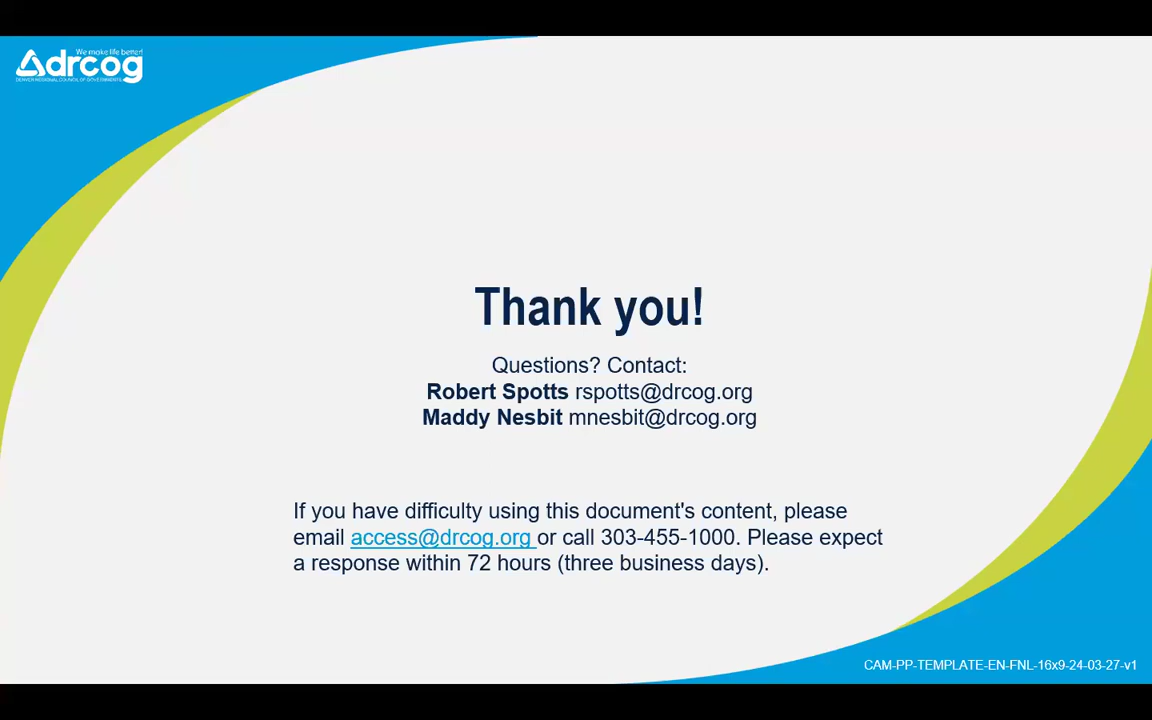 We make life better!
drcog
DENVER REGIONAL COUNCIL OF GOVERNMENTS
Thank you!
Questions? Contact:
Robert Spotts rspotts@drcog.org
Maddy Nesbit mnesbit@drcog.org
If you have difficulty using this document's content, please
email access@drcog.org or call 303-455-1000. Please expect
a response within 72 hours (three business days).
CAM-PP-TEMPLATE-EN-FNL-16x9-24-03-27-v1